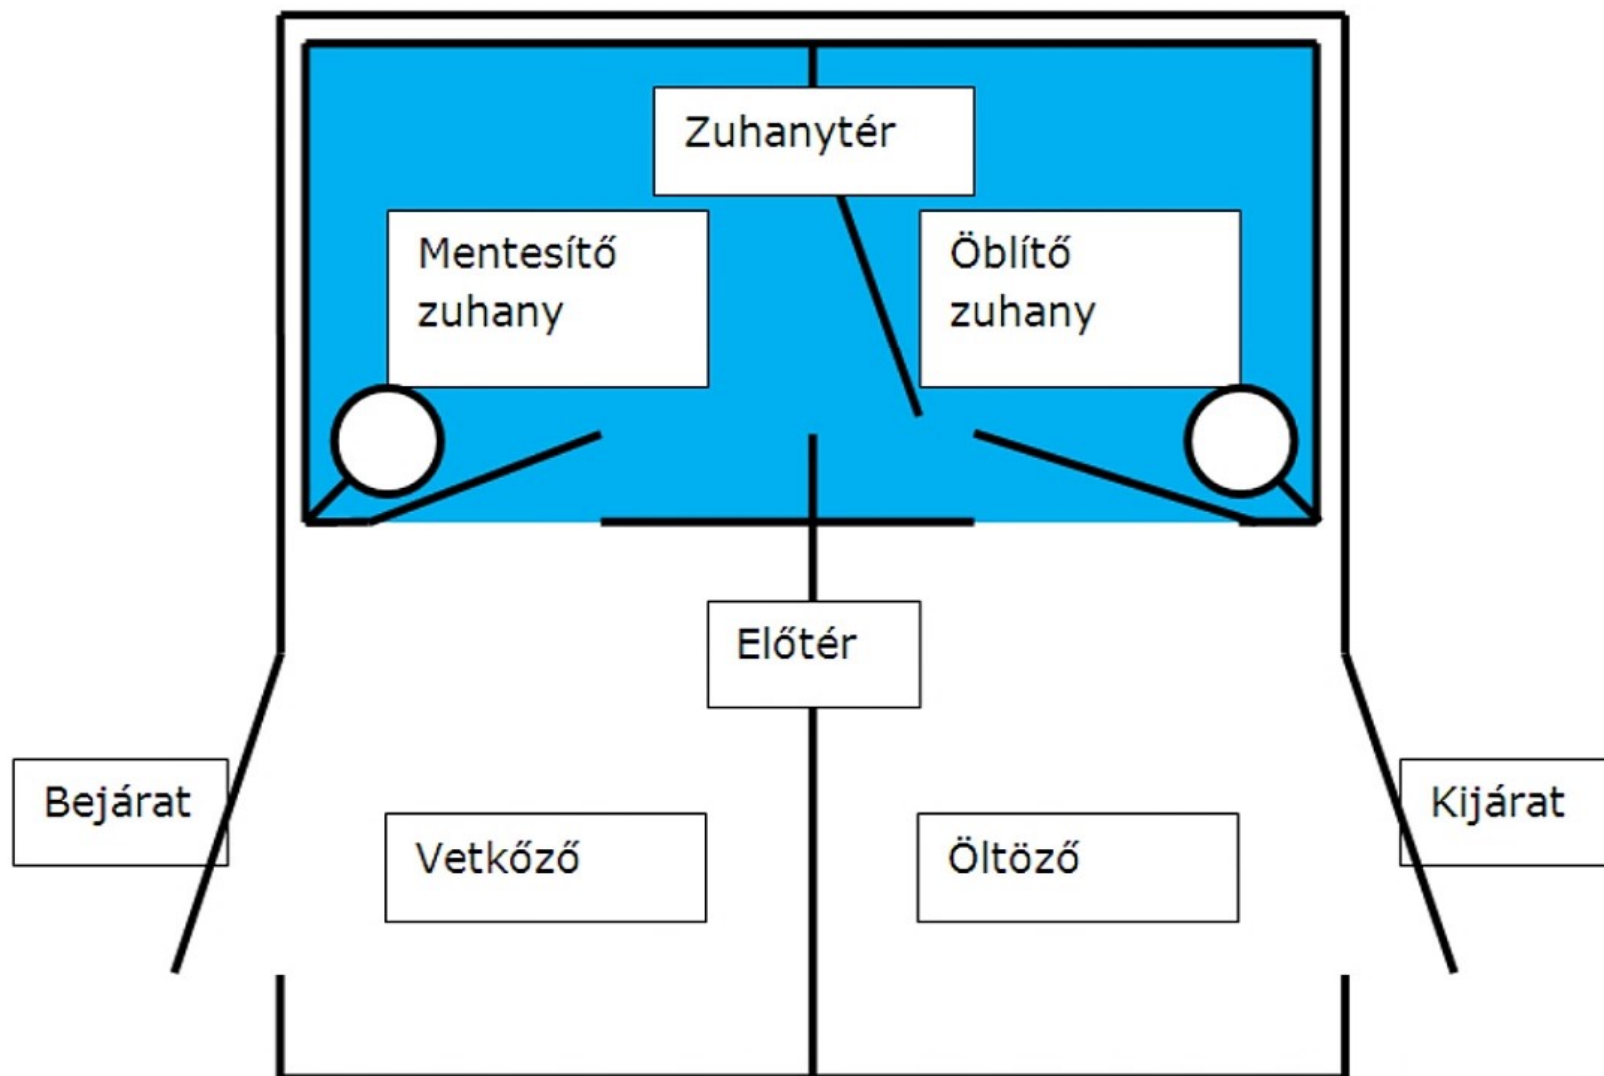 Zuhanytér
Mentesítő
zuhany
Öblítő
zuhany
Előtér
Bejárat
Kijárat
Vetkőző
Öltöző